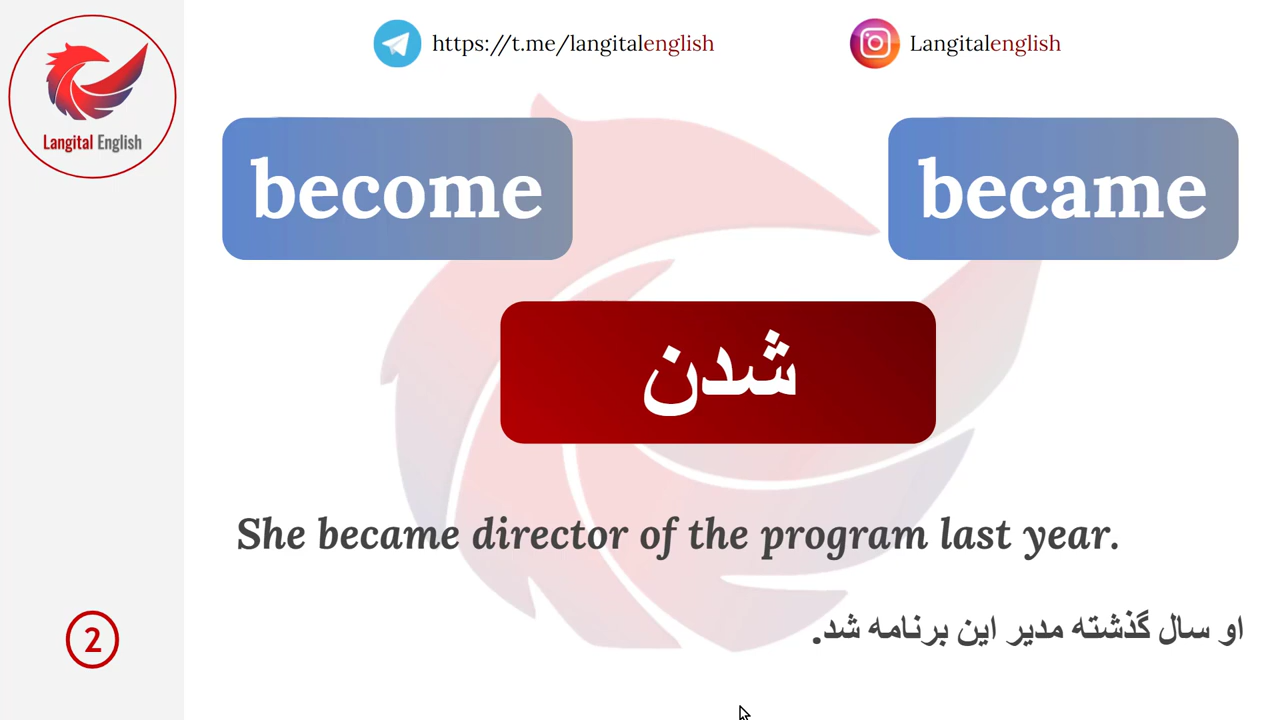 Langital English
https://t.me/langitalenglish
Langitalenglish
become
became
شدن
She became director of the program last year.
او سال گذشته مدیر این برنامه شد.
2